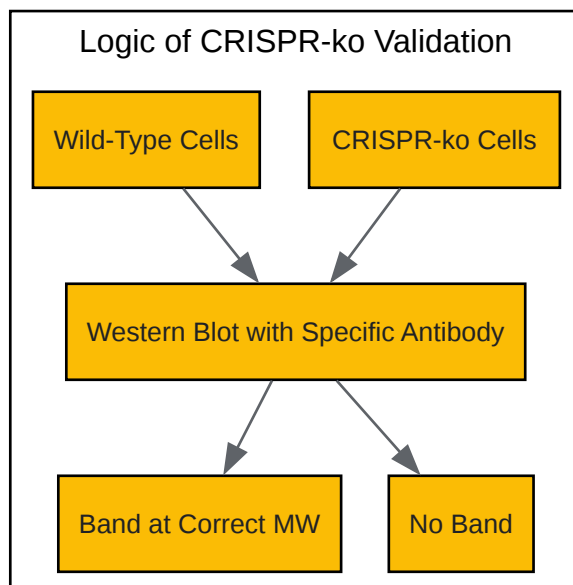 Logic of CRISPR-ko Validation
Wild-Type Cells
CRISPR-ko Cells
Western Blot with Specific Antibody
Band at Correct MW
No Band